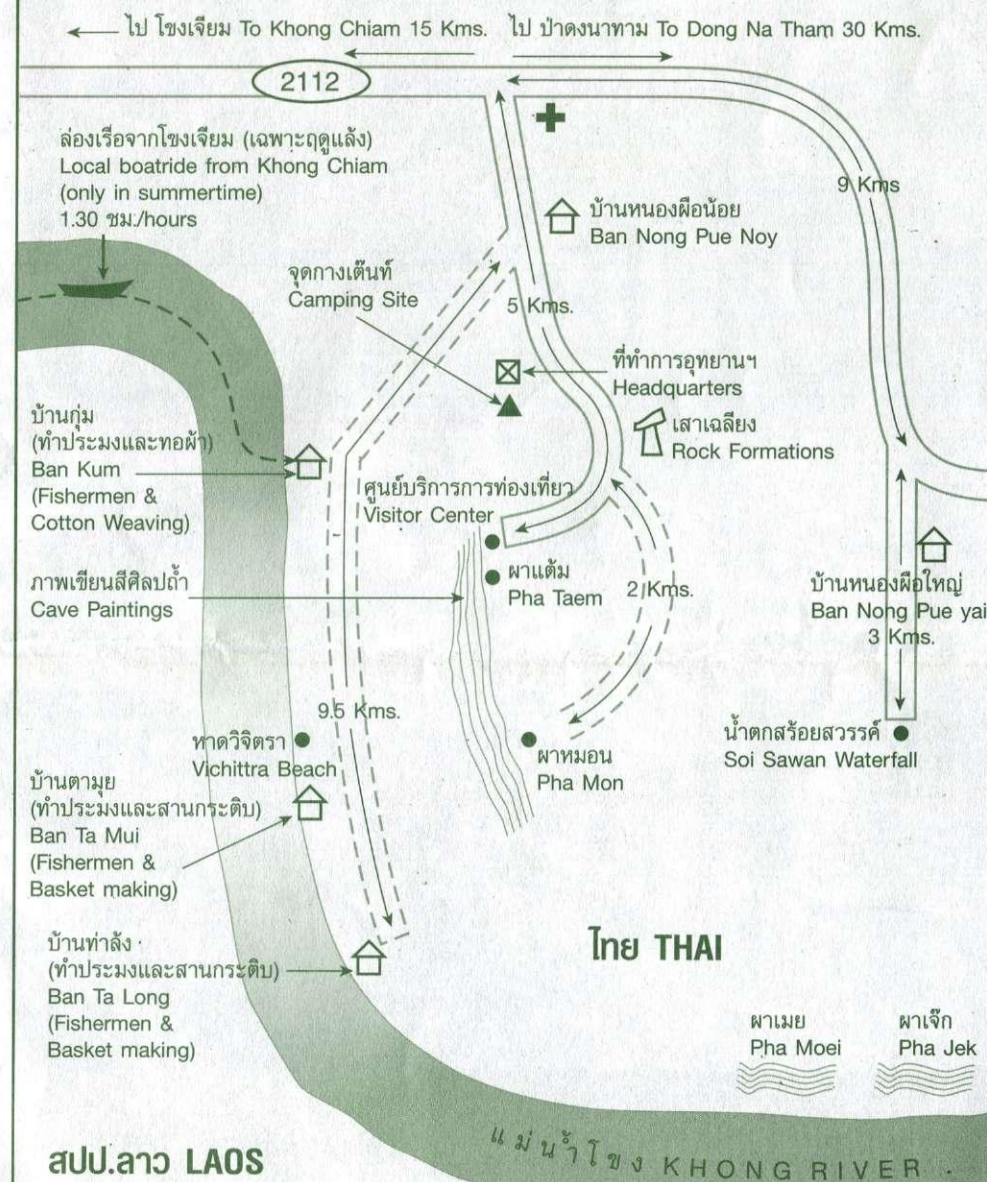 ไป โขงเจียม To Khong Chiam 15 Kms.
ไป ป่าดงนาทาม To Dong Na Tham 30 Kms.
2112
ล่องเรือจากโขงเจียม (เฉพาะฤดูแล้ง)
Local boatride from Khong Chiam
(only in summertime)
1.30 ชม./hours
9 Kms
บ้านหนองผือน้อย
Ban Nong Pue Noy
จุดกางเต๊นท์
Camping Site
5 Kms.
ที่ทำการอุทยานฯ
Headquarters
เสาเฉลียง
Rock Formations
บ้านกุ่ม
(ทำประมงและทอผ้า)
Ban Kum
(Fishermen &
Cotton Weaving)
ศูนย์บริการการท่องเที่ยว
Visitor Center
ภาพเขียนสีศิลปถ้ำ
Cave Paintings
ผาแต้ม
Pha Taem
2 Kms.
บ้านหนองผือใหญ่
Ban Nong Pue yai
3 Kms.
9.5 Kms.
หาดวิจิตรา
Vichittra Beach
ผาหมอน
Pha Mon
น้ำตกสร้อยสวรรค์
Soi Sawan Waterfall
บ้านตามุย
(ทำประมงและสานกระติบ)
Ban Ta Mui
(Fishermen &
Basket making)
บ้านท่าล้ง
(ทำประมงและสานกระติบ)
Ban Ta Long
(Fishermen &
Basket making)
ไทย THAI
ผาเมย
Pha Moei
ผาเจ๊ก
Pha Jek
แม่น้ำโขง KHONG RIVER
สปป.ลาว LAOS